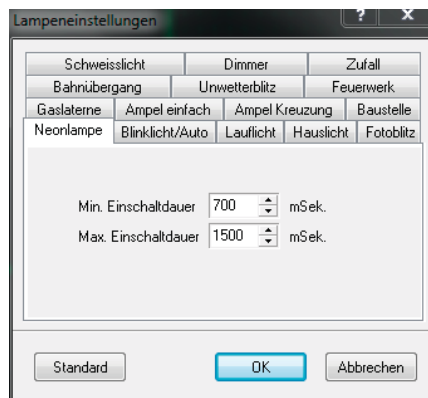 Lampeneinstellungen ? X
Schweisslicht Dimmer Zufall
Bahnübergang Unwetterblitz Feuerwerk
Gaslaterne Ampel einfach Ampel Kreuzung Baustelle
Neonlampe Blinklicht/Auto Lauflicht Hauslicht Fotoblitz
Min. Einschaltdauer 700 mSek.
Max. Einschaltdauer 1500 mSek.
Standard OK Abbrechen